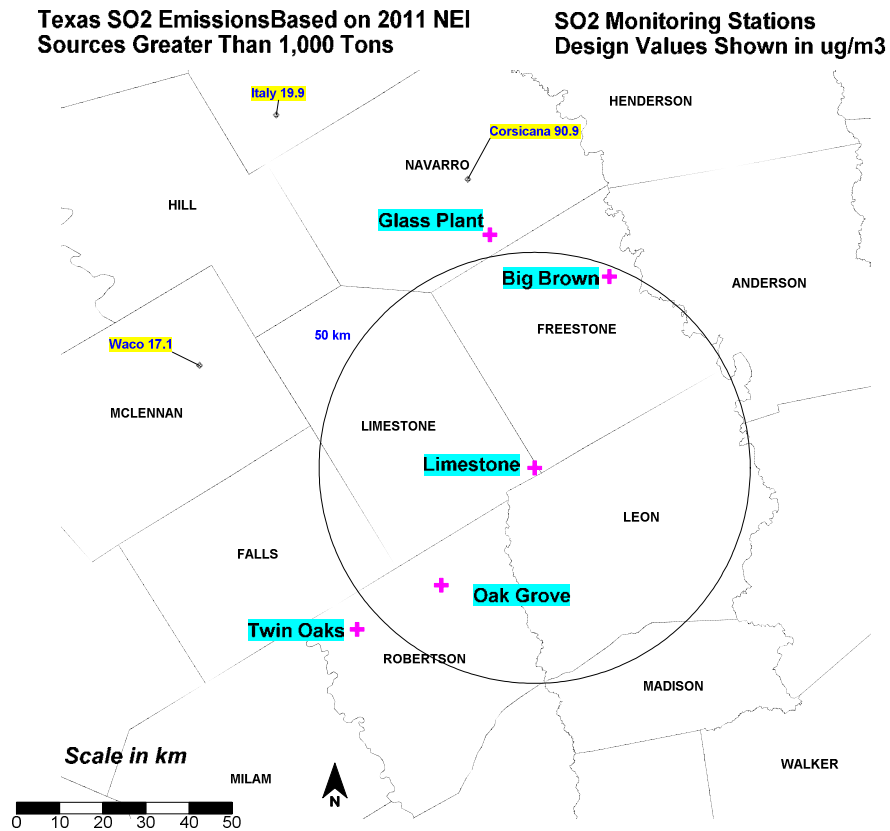 Texas SO2 EmissionsBased on 2011 NEI
Sources Greater Than 1,000 Tons
SO2 Monitoring Stations
Design Values Shown in ug/m3
Italy 19.9
HENDERSON
Corsicana 90.9
NAVARRO
HILL
Glass Plant
Big Brown
ANDERSON
FREESTONE
50 km
Waco 17.1
MCLENNAN
LIMESTONE
Limestone
LEON
FALLS
Oak Grove
Twin Oaks
ROBERTSON
MADISON
Scale in km
WALKER
MILAM
N
0 10 20 30 40 50